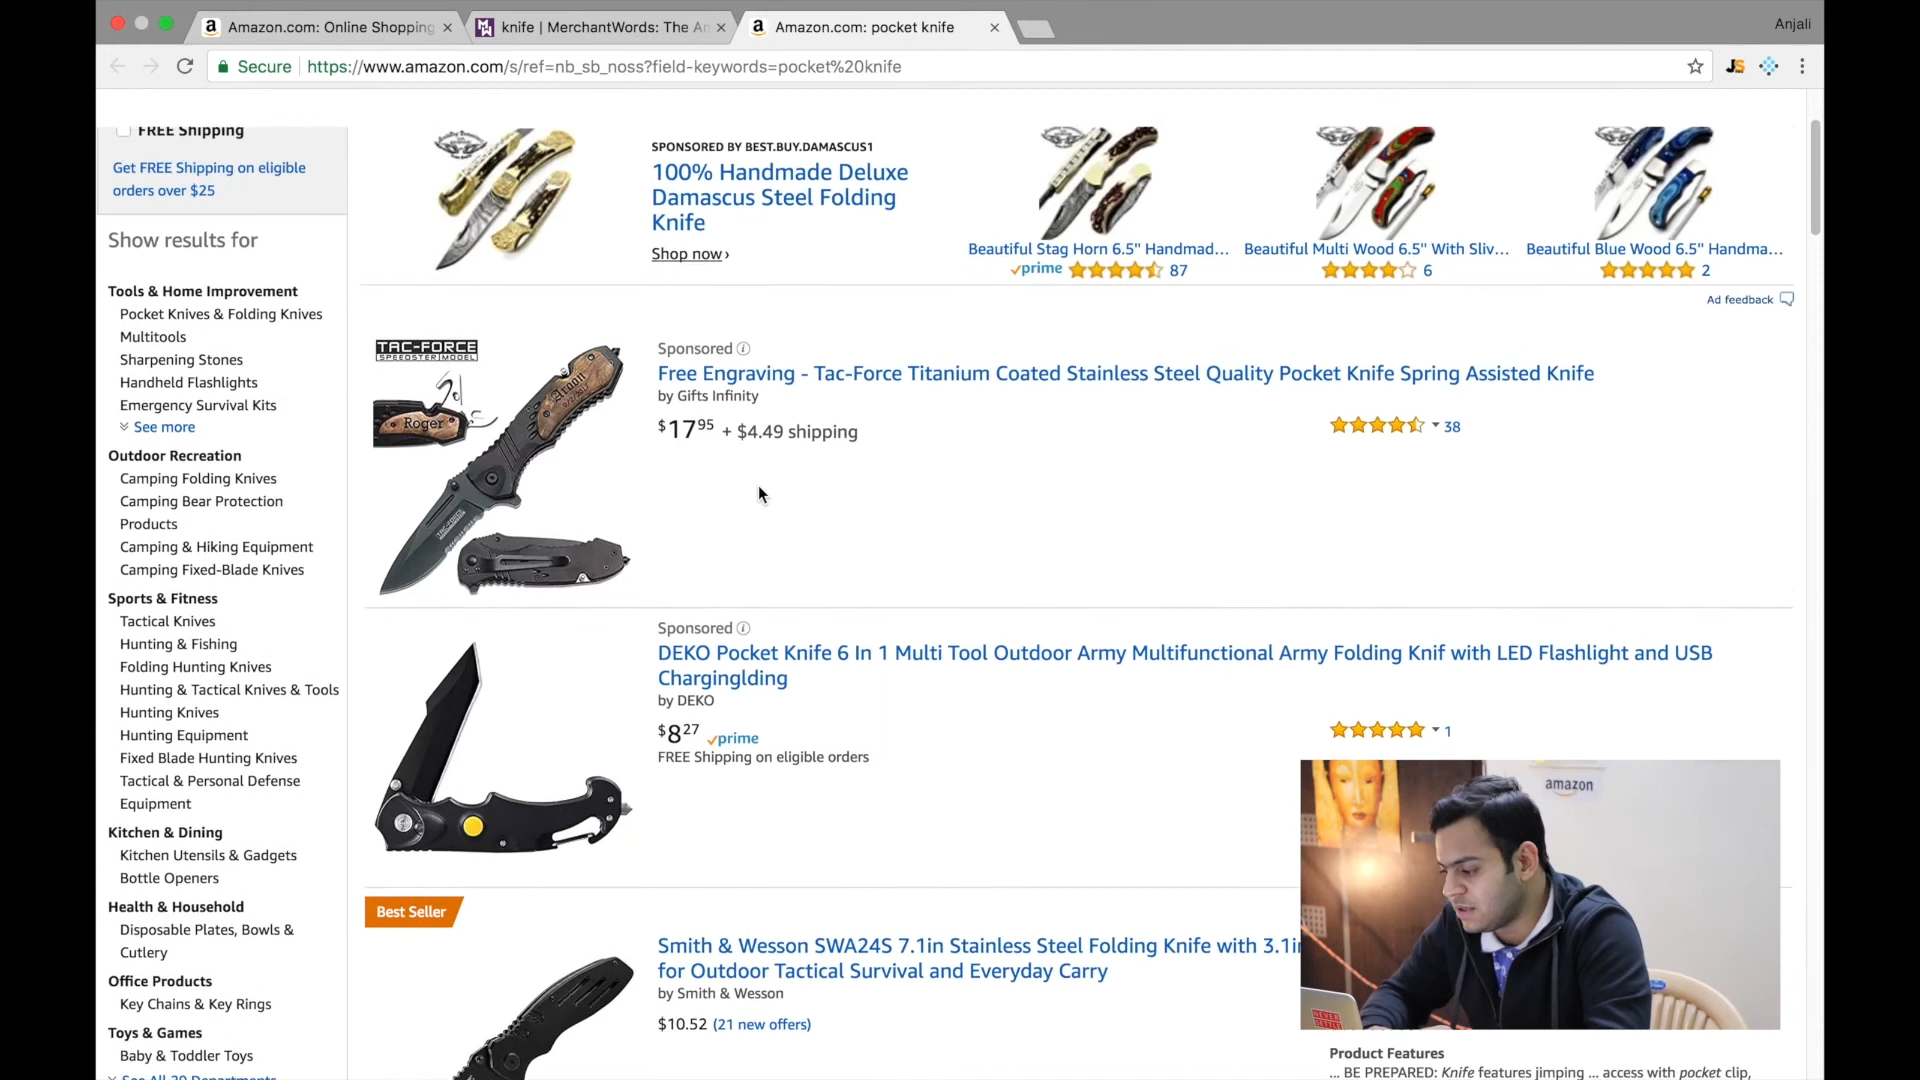 Amazon.com: Online Shopping
knife | MerchantWords: The Am
Amazon.com: pocket knife
Anjali
Secure
https://www.amazon.com/s/ref=nb_sb_noss?field-keywords=pocket%20knife
JS
FREE Shipping
Get FREE Shipping on eligible
orders over $25
Show results for
Tools & Home Improvement
Pocket Knives & Folding Knives
Multitools
Sharpening Stones
Handheld Flashlights
Emergency Survival Kits
See more
Outdoor Recreation
Camping Folding Knives
Camping Bear Protection
Products
Camping & Hiking Equipment
Camping Fixed-Blade Knives
Sports & Fitness
Tactical Knives
Hunting & Fishing
Folding Hunting Knives
Hunting & Tactical Knives & Tools
Hunting Knives
Hunting Equipment
Fixed Blade Hunting Knives
Tactical & Personal Defense
Equipment
Kitchen & Dining
Kitchen Utensils & Gadgets
Bottle Openers
Health & Household
Disposable Plates, Bowls &
Cutlery
Office Products
Key Chains & Key Rings
Toys & Games
Baby & Toddler Toys
See All 20 Departments
SPONSORED BY BEST.BUY.DAMASCUS1
100% Handmade Deluxe
Damascus Steel Folding
Knife
Shop now ›
Beautiful Stag Horn 6.5" Handmad...
prime 87
Beautiful Multi Wood 6.5" With Sliv...
6
Beautiful Blue Wood 6.5" Handma...
2
Ad feedback
TAC-FORCE
SPEEDSTER MODEL
Roger
Aroon
Sponsored
Free Engraving - Tac-Force Titanium Coated Stainless Steel Quality Pocket Knife Spring Assisted Knife
by Gifts Infinity
$17 95 + $4.49 shipping
38
Sponsored
DEKO Pocket Knife 6 In 1 Multi Tool Outdoor Army Multifunctional Army Folding Knif with LED Flashlight and USB
Charginglding
by DEKO
$8 27 prime
FREE Shipping on eligible orders
1
Best Seller
Smith & Wesson SWA24S 7.1in Stainless Steel Folding Knife with 3.1in
for Outdoor Tactical Survival and Everyday Carry
by Smith & Wesson
$10.52 (21 new offers)
amazon
NEVER
SETTLE
Product Features
... BE PREPARED: Knife features jimping ... access with pocket clip,